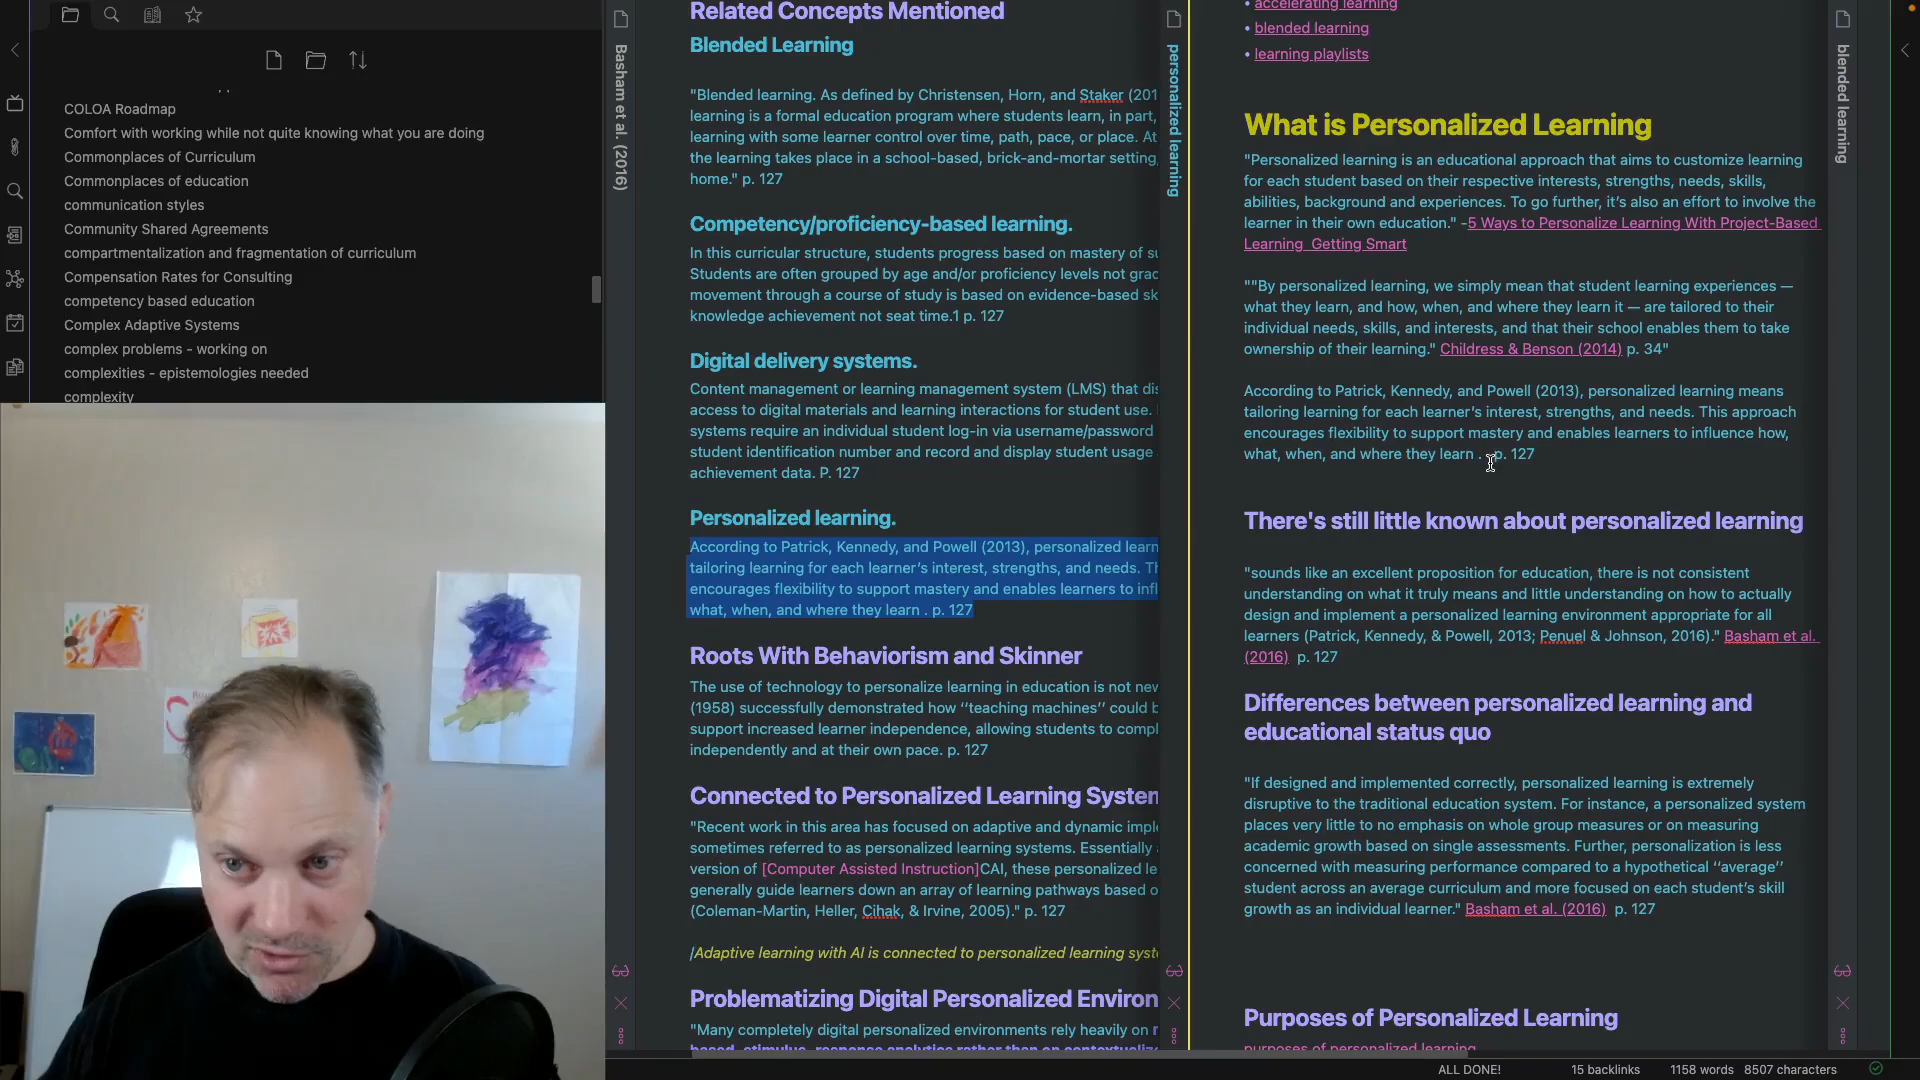 COLOA Roadmap
Comfort with working while not quite knowing what you are doing
Commonplaces of Curriculum
Commonplaces of education
communication styles
Community Shared Agreements
compartmentalization and fragmentation of curriculum
Compensation Rates for Consulting
competency based education
Complex Adaptive Systems
complex problems - working on
complexities - epistemologies needed
complexity
Basham et al. (2016)
Related Concepts Mentioned
Blended Learning
"Blended learning. As defined by Christensen, Horn, and Staker (201
learning is a formal education program where students learn, in part,
learning with some learner control over time, path, pace, or place. At
the learning takes place in a school-based, brick-and-mortar setting,
home." p. 127
Competency/proficiency-based learning.
In this curricular structure, students progress based on mastery of su
Students are often grouped by age and/or proficiency levels not grad
movement through a course of study is based on evidence-based sk
knowledge achievement not seat time.1 p. 127
Digital delivery systems.
Content management or learning management system (LMS) that dis
access to digital materials and learning interactions for student use.
systems require an individual student log-in via username/password
student identification number and record and display student usage
achievement data. P. 127
Personalized learning.
According to Patrick, Kennedy, and Powell (2013), personalized learn
tailoring learning for each learner's interest, strengths, and needs. Th
encourages flexibility to support mastery and enables learners to infl
what, when, and where they learn . p. 127
Roots With Behaviorism and Skinner
The use of technology to personalize learning in education is not new
(1958) successfully demonstrated how ‘‘teaching machines’’ could b
support increased learner independence, allowing students to compl
independently and at their own pace. p. 127
Connected to Personalized Learning System
"Recent work in this area has focused on adaptive and dynamic imple
sometimes referred to as personalized learning systems. Essentially
version of [Computer Assisted Instruction]CAI, these personalized le
generally guide learners down an array of learning pathways based o
(Coleman-Martin, Heller, Cihak, & Irvine, 2005)." p. 127
/Adaptive learning with AI is connected to personalized learning syste
Problematizing Digital Personalized Environ
"Many completely digital personalized environments rely heavily on
based, stimulus, response analytics rather than on contextualize
personalized learning
• accelerating learning
• blended learning
• learning playlists
What is Personalized Learning
"Personalized learning is an educational approach that aims to customize learning
for each student based on their respective interests, strengths, needs, skills,
abilities, background and experiences. To go further, it's also an effort to involve the
learner in their own education." -5 Ways to Personalize Learning With Project-Based
Learning Getting Smart
""By personalized learning, we simply mean that student learning experiences —
what they learn, and how, when, and where they learn it — are tailored to their
individual needs, skills, and interests, and that their school enables them to take
ownership of their learning." Childress & Benson (2014) p. 34"
According to Patrick, Kennedy, and Powell (2013), personalized learning means
tailoring learning for each learner's interest, strengths, and needs. This approach
encourages flexibility to support mastery and enables learners to influence how,
what, when, and where they learn . p. 127
There's still little known about personalized learning
"sounds like an excellent proposition for education, there is not consistent
understanding on what it truly means and little understanding on how to actually
design and implement a personalized learning environment appropriate for all
learners (Patrick, Kennedy, & Powell, 2013; Penuel & Johnson, 2016)." Basham et al.
(2016) p. 127
Differences between personalized learning and
educational status quo
"If designed and implemented correctly, personalized learning is extremely
disruptive to the traditional education system. For instance, a personalized system
places very little to no emphasis on whole group measures or on measuring
academic growth based on single assessments. Further, personalization is less
concerned with measuring performance compared to a hypothetical ‘‘average’’
student across an average curriculum and more focused on each student's skill
growth as an individual learner." Basham et al. (2016) p. 127
Purposes of Personalized Learning
purposes of personalized learning
blended learning
ALL DONE! 15 backlinks 1158 words 8507 characters